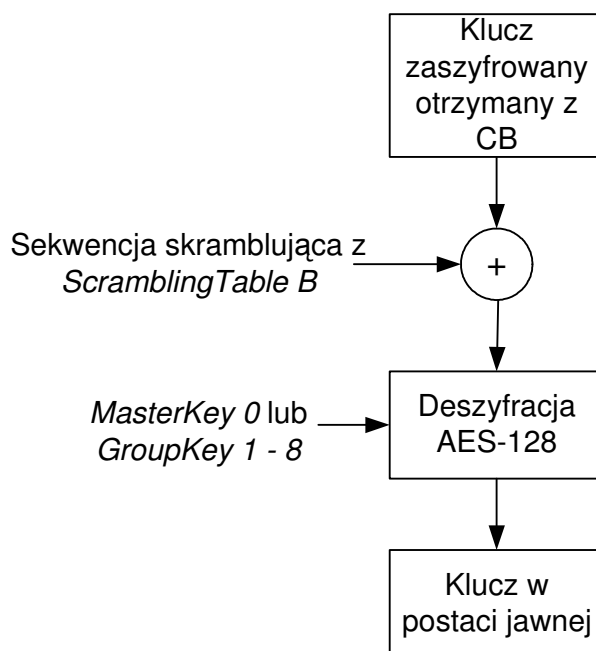 Klucz
zaszyfrowany
otrzymany z
CB
Sekwencja skramblująca z
ScramblingTable B
+
MasterKey 0 lub
GroupKey 1 - 8
Deszyfracja
AES-128
Klucz w
postaci jawnej